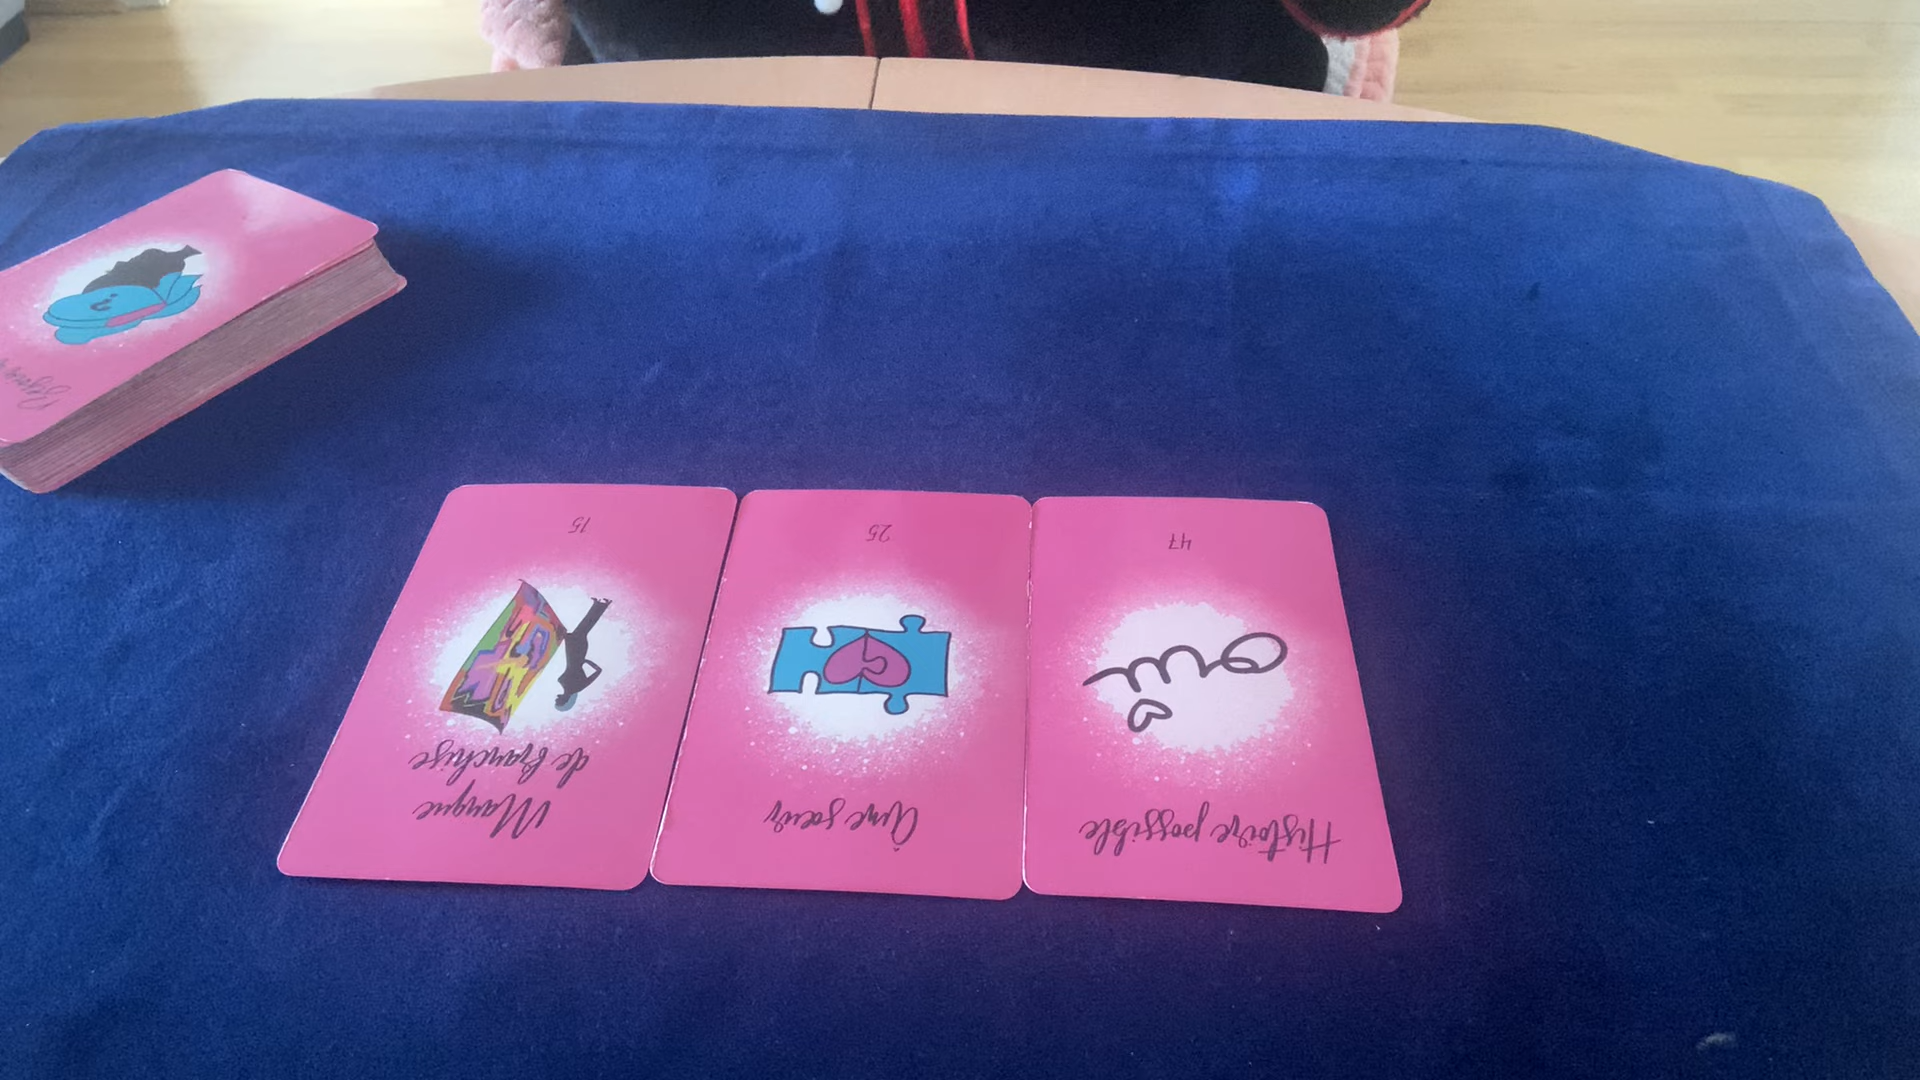 47
oui
Histoire possible
25
Âme sœur
15
Manque
de franchise